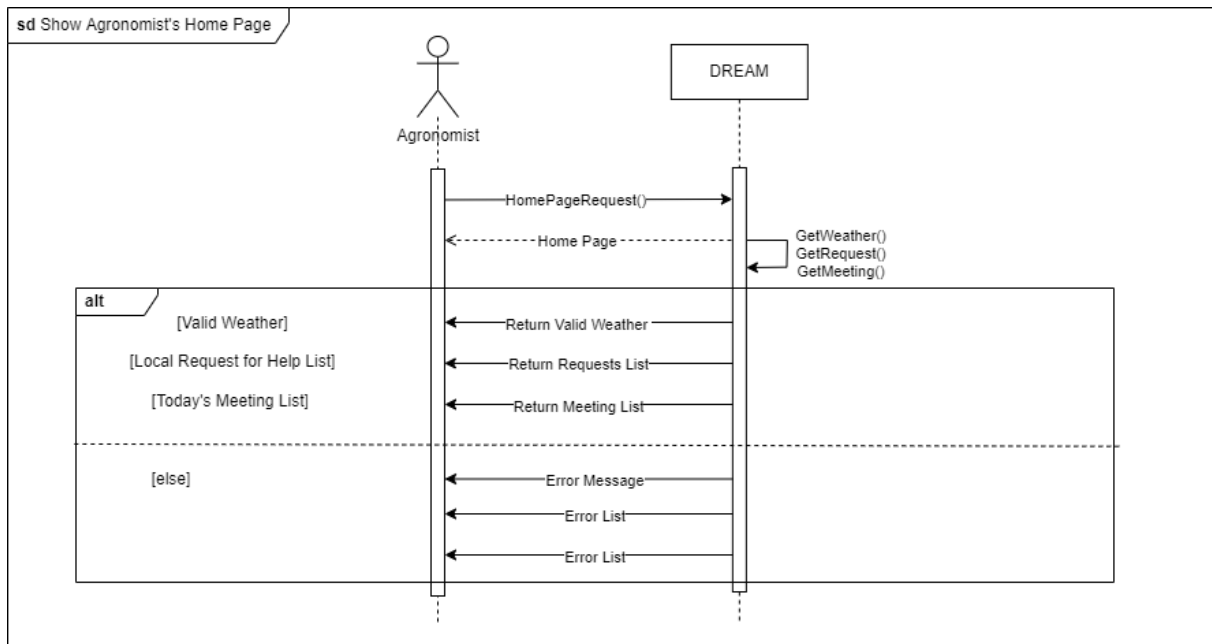 sd Show Agronomist's Home Page
DREAM
Agronomist
HomePageRequest()
Home Page
GetWeather()
GetRequest()
GetMeeting()
alt
[Valid Weather]
Return Valid Weather
[Local Request for Help List]
Return Requests List
[Today's Meeting List]
Return Meeting List
[else]
Error Message
Error List
Error List